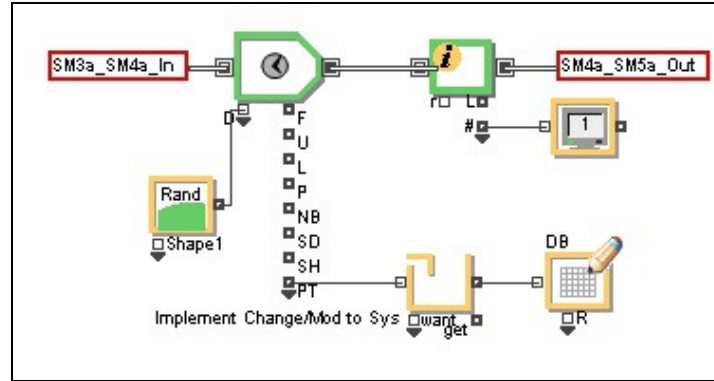 SM3a_SM4a_In
i
SM4a_SM5a_Out
r
L
#
1
D
F
U
L
P
NB
SD
SH
PT
Rand
Shape1
DB
Implement Change/Mod to Sys
want
get
R